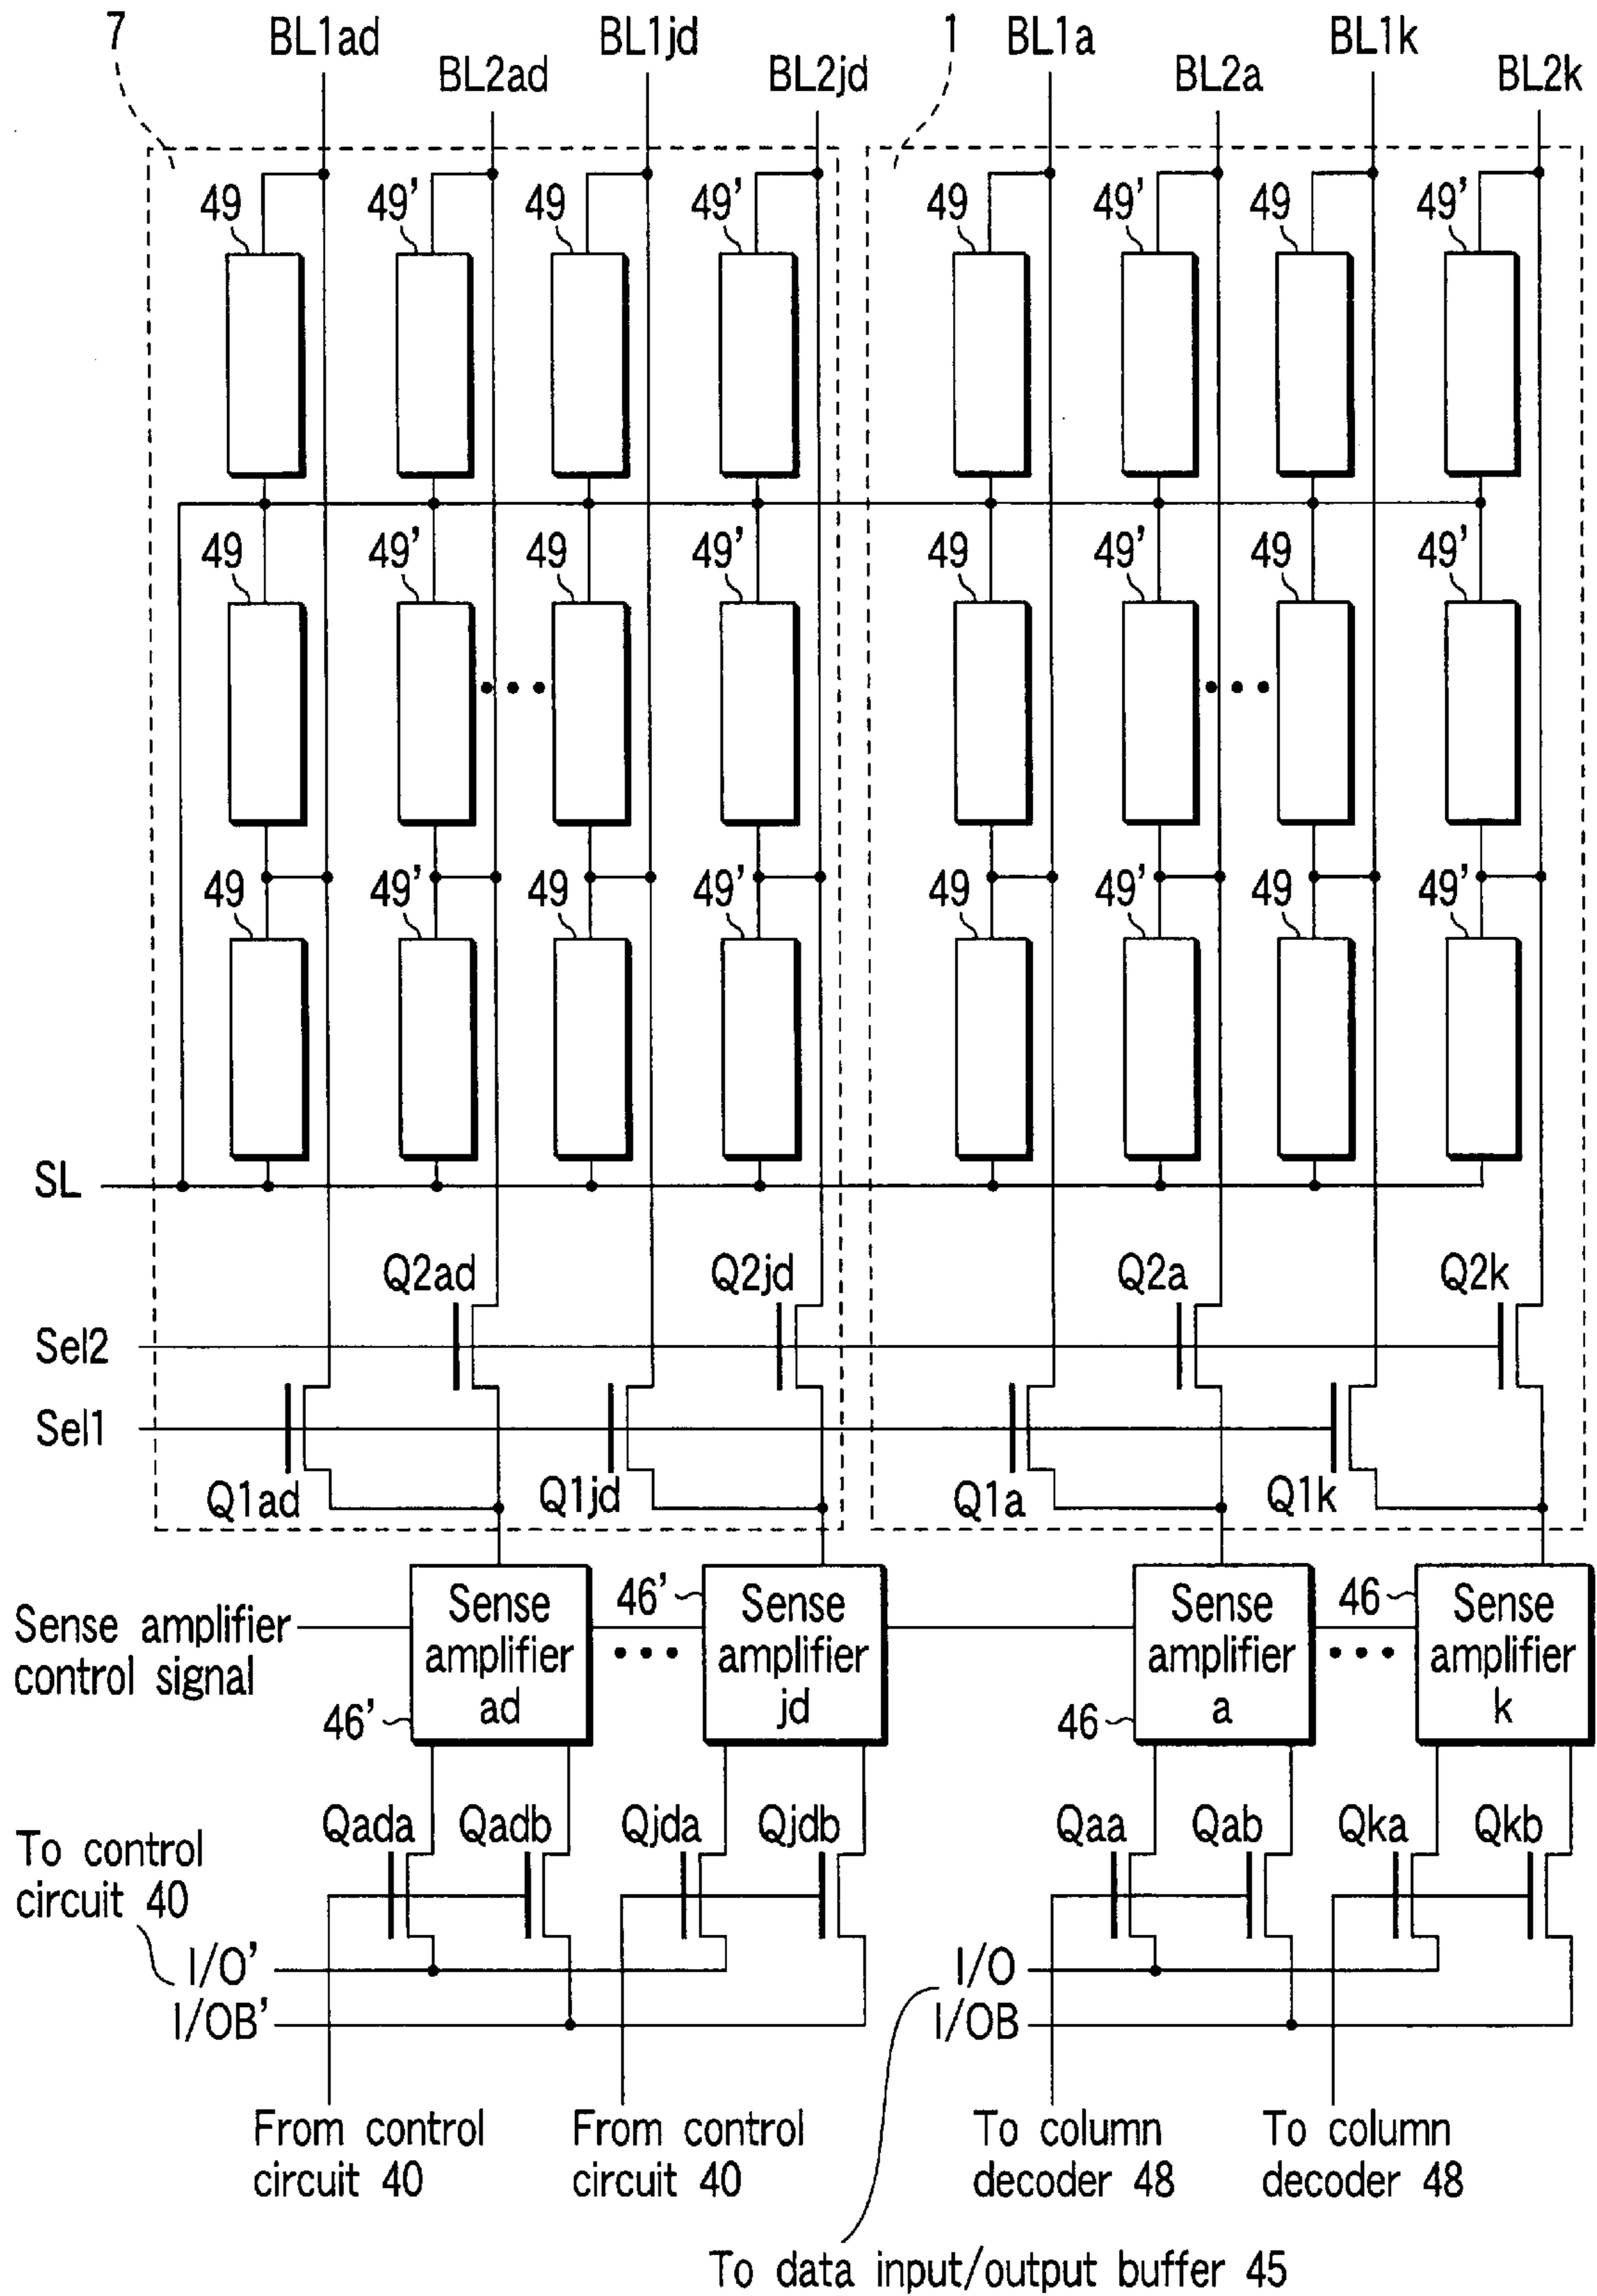 7
BL1ad
BL2ad
BL1jd
BL2jd
1
BL1a
BL2a
BL1k
BL2k
49
49'
49
49'
49
49'
49
49'
49
49'
49
49'
49
49'
49
49'
49
49'
49
49'
49
49'
49
49'
SL
Q2ad
Q2jd
Q2a
Q2k
Sel2
Sel1
Q1ad
Q1jd
Q1a
Q1k
Sense amplifier
control signal
Sense
amplifier
ad
46'
46'
Sense
amplifier
jd
Sense
amplifier
a
46
46
Sense
amplifier
k
Qada
Qadb
Qjda
Qjdb
Qaa
Qab
Qka
Qkb
To control
circuit 40
I/O'
I/OB'
I/O
I/OB
From control
circuit 40
From control
circuit 40
To column
decoder 48
To column
decoder 48
To data input/output buffer 45